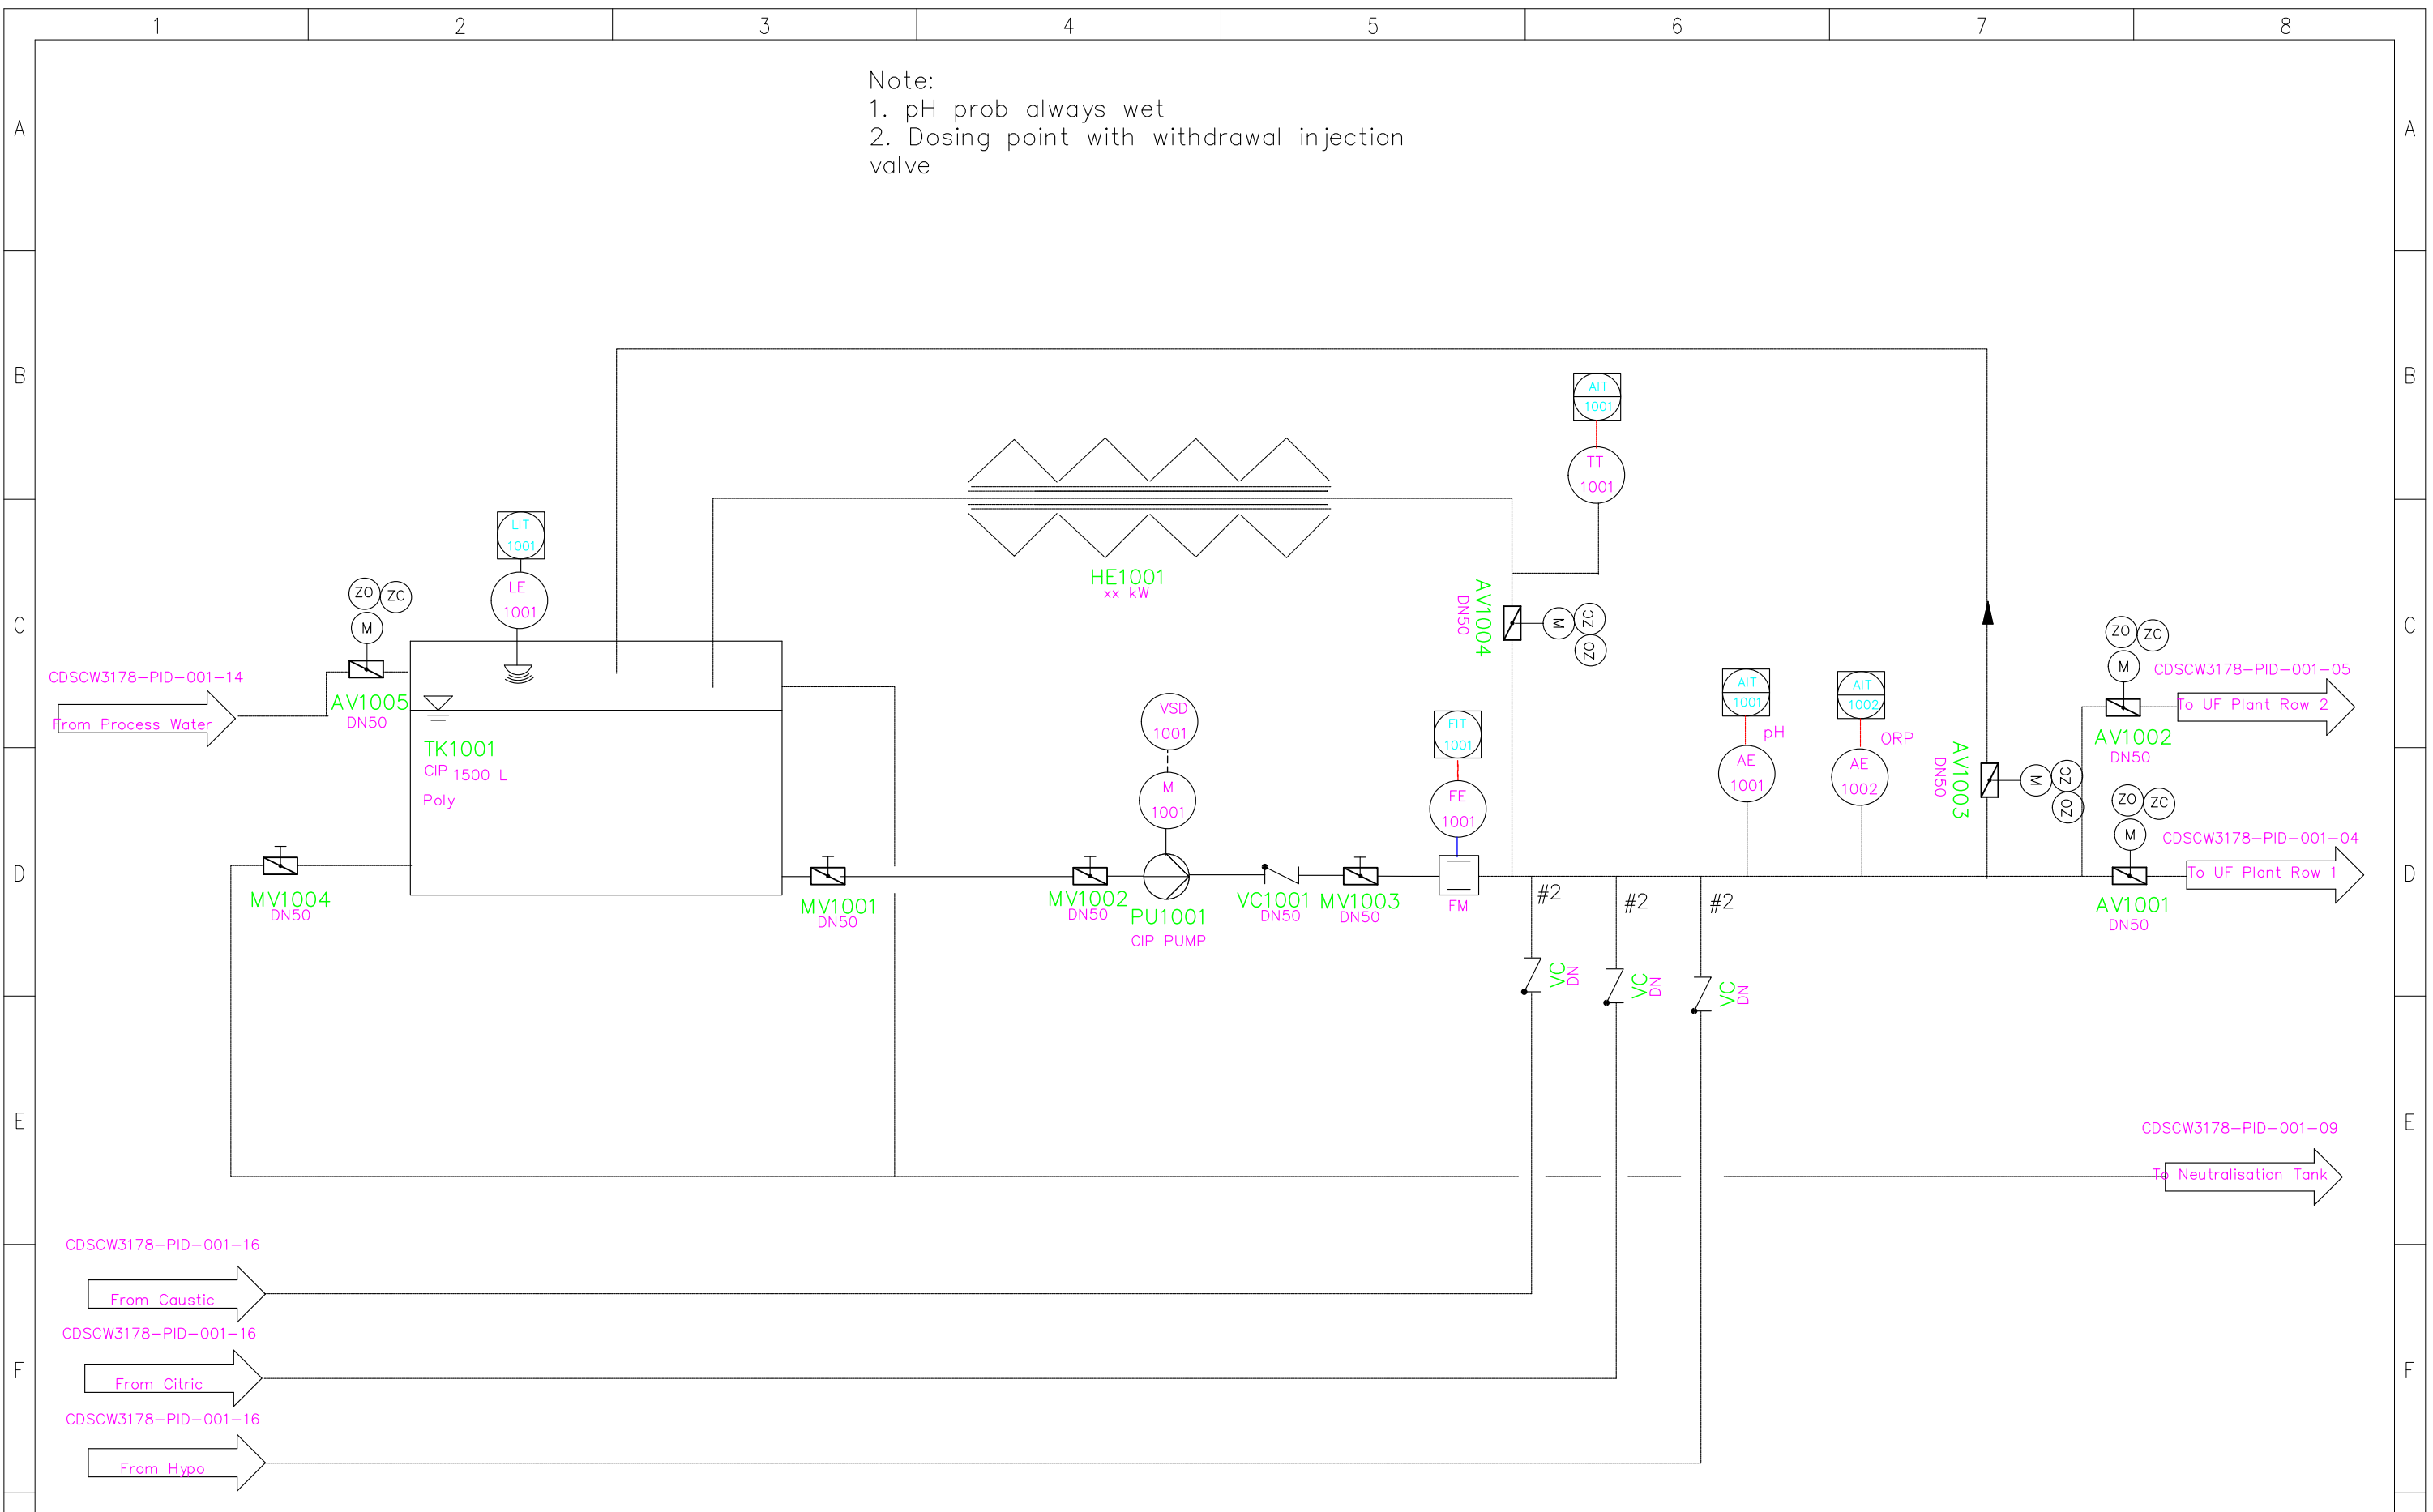 1 2 3 4 5 6 7 8
Note:
1. pH prob always wet
2. Dosing point with withdrawal injection
valve
A A
B B
AIT
1001
TT
1001
HE1001
xx kW
LIT
1001
LE
1001
ZO ZC
M
C C
AV1004
DN50
M ZC
ZO
CDSCW3178-PID-001-14
From Process Water
AV1005
DN50
TK1001
CIP 1500 L
Poly
VSD
1001
M
1001
FIT
1001
FE
1001
AIT
1001
pH
AE
1001
AIT
1002
ORP
AE
1002
AV1003
DN50
M ZC
ZO
ZO ZC
M
CDSCW3178-PID-001-05
To UF Plant Row 2
AV1002
DN50
ZO ZC
M
CDSCW3178-PID-001-04
To UF Plant Row 1
AV1001
DN50
D D
MV1004
DN50
MV1001
DN50
MV1002
DN50
PU1001
CIP PUMP
VC1001
DN50
MV1003
DN50
FM
#2 #2 #2
VC
DN
VC
DN
VC
DN
E E
CDSCW3178-PID-001-09
To Neutralisation Tank
CDSCW3178-PID-001-16
From Caustic
CDSCW3178-PID-001-16
From Citric
F F
CDSCW3178-PID-001-16
From Hypo